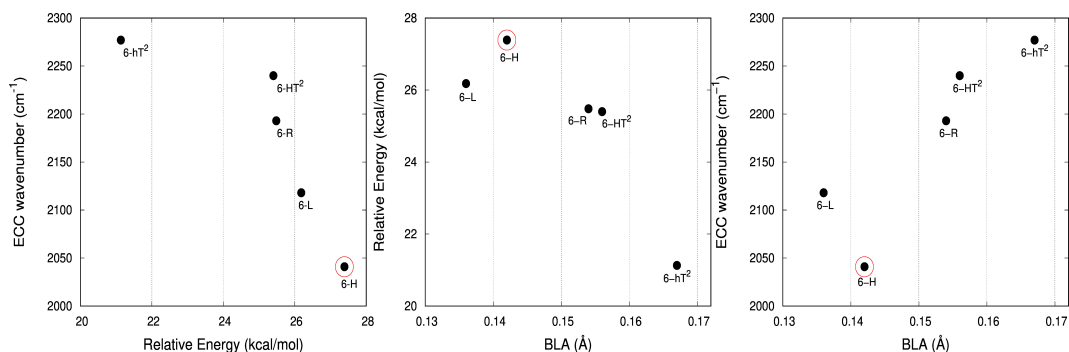 ECC wavenumber (cm⁻¹)
2300
2250
2200
2150
2100
2050
2000
6-hT²
6-HT²
6-R
6-L
6-H
20
22
24
26
28
Relative Energy (kcal/mol)
Relative Energy (kcal/mol)
28
26
24
22
20
6–H
6–L
6–R
6–HT²
6–hT²
0.13
0.14
0.15
0.16
0.17
BLA (Å)
ECC wavenumber (cm⁻¹)
2300
2250
2200
2150
2100
2050
2000
6–hT²
6–HT²
6–R
6–L
6–H
0.13
0.14
0.15
0.16
0.17
BLA (Å)